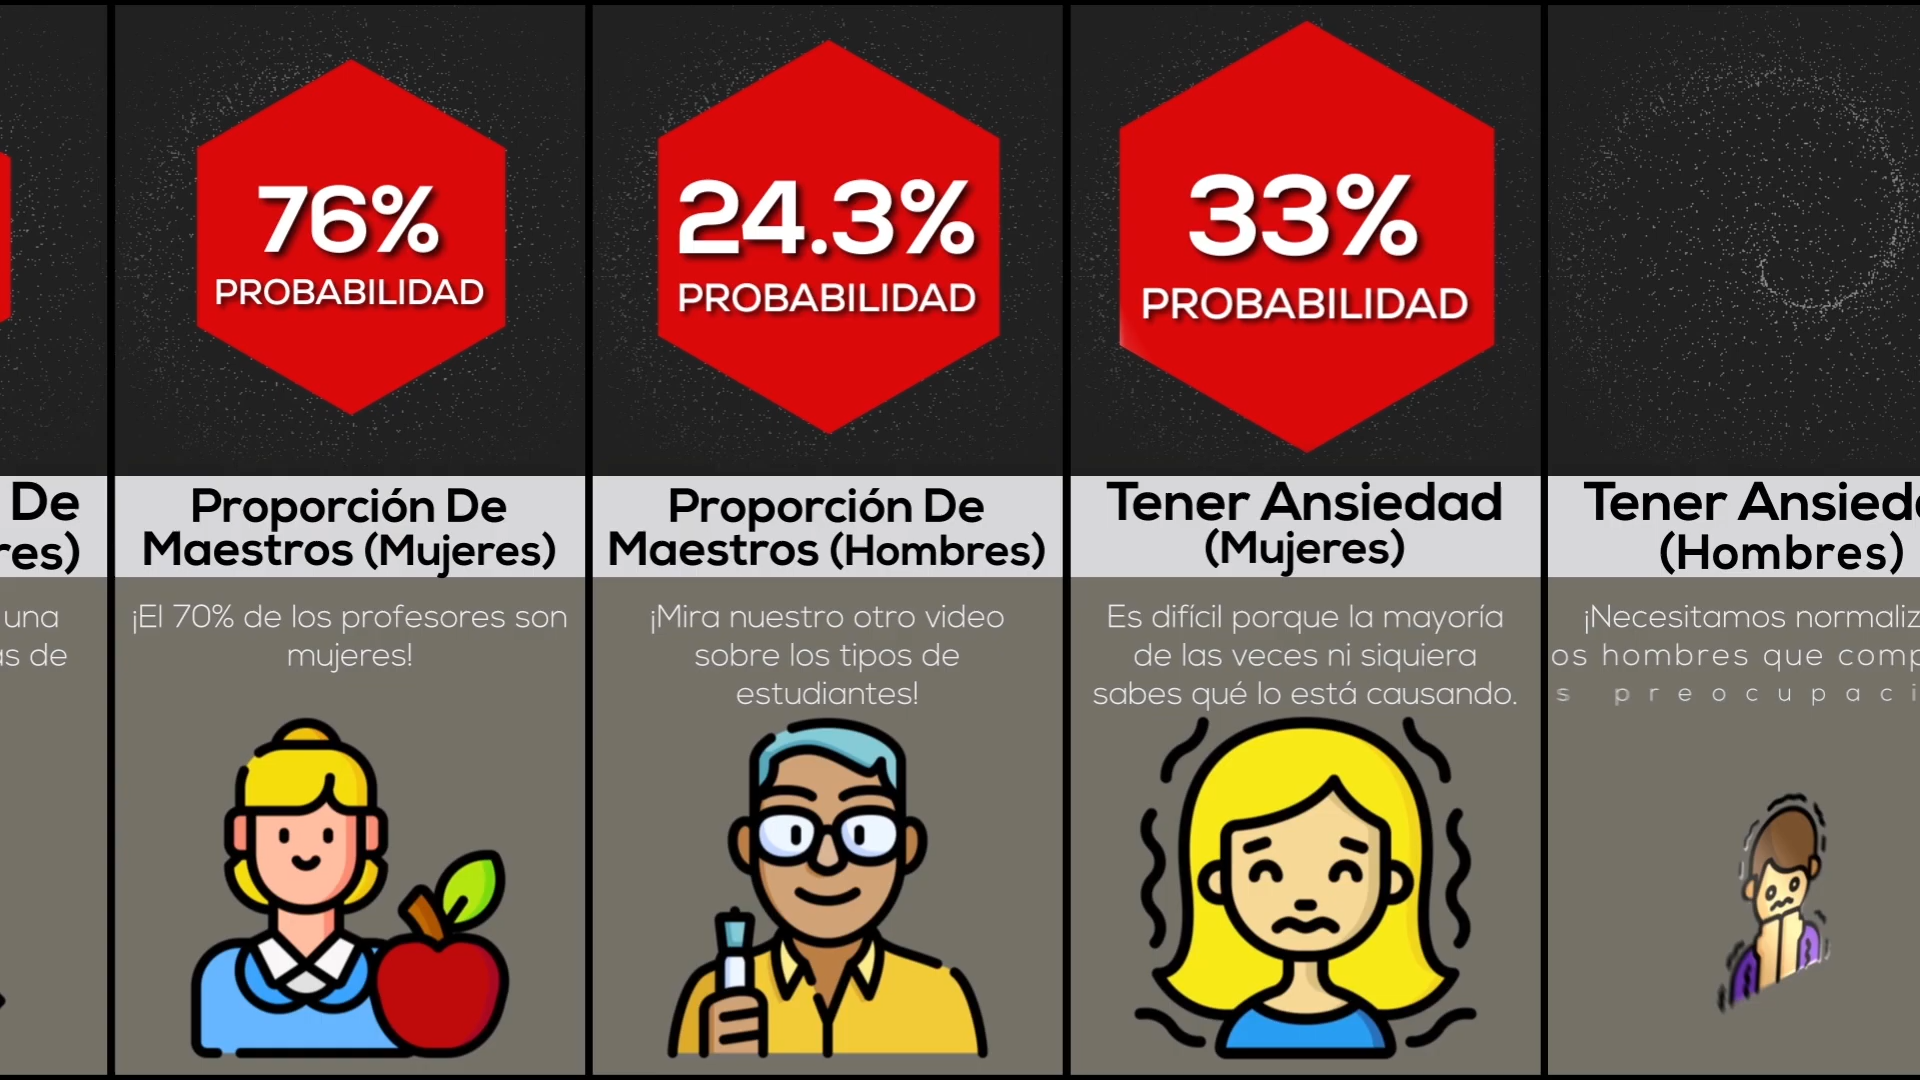 De
res)
una
as de
76%
PROBABILIDAD
Proporción De
Maestros (Mujeres)
¡El 70% de los profesores son
mujeres!
24.3%
PROBABILIDAD
Proporción De
Maestros (Hombres)
¡Mira nuestro otro video
sobre los tipos de
estudiantes!
33%
PROBABILIDAD
Tener Ansiedad
(Mujeres)
Es difícil porque la mayoría
de las veces ni siquiera
sabes qué lo está causando.
Tener Ansied
(Hombres)
¡Necesitamos normaliz
os hombres que comp
s preocupaci